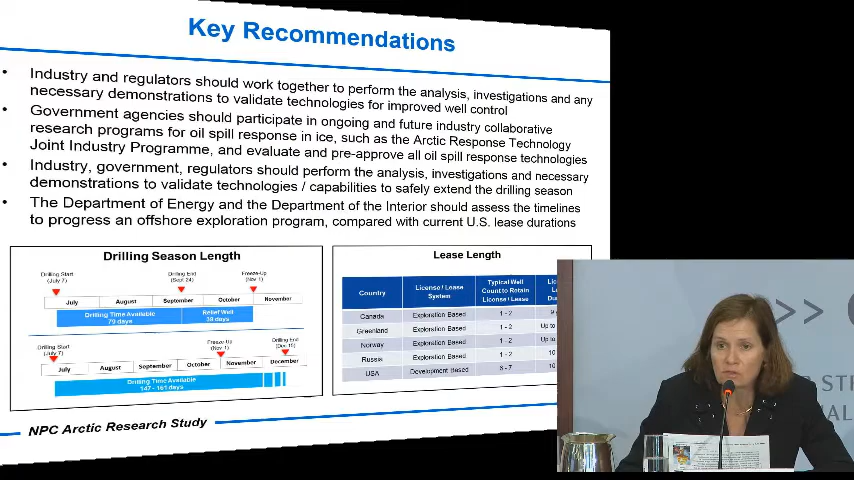 Key Recommendations
• Industry and regulators should work together to perform the analysis, investigations and any
necessary demonstrations to validate technologies for improved well control
• Government agencies should participate in ongoing and future industry collaborative
research programs for oil spill response in ice, such as the Arctic Response Technology
Joint Industry Programme, and evaluate and pre-approve all oil spill response technologies
• Industry, government, regulators should perform the analysis, investigations and necessary
demonstrations to validate technologies / capabilities to safely extend the drilling season
• The Department of Energy and the Department of the Interior should assess the timelines
to progress an offshore exploration program, compared with current U.S. lease durations
Drilling Season Length
Drilling Start
(July 7)
Drilling End
(Sept 24)
Freeze-Up
(Nov 1)
July August September October November
Drilling Time Available
79 days
Relief Well
38 days
Drilling Start
(July 7)
Freeze-Up
(Nov 1)
Drilling End
July August September October November December
Drilling Time Available
147 - 161 days
Lease Length
Country License / Lease System Typical Well Count to Retain License / Lease
Canada Exploration Based 1 - 2 9
Greenland Exploration Based 1 - 2 Up to
Norway Exploration Based 1 - 2 Up to
Russia Exploration Based 1 - 2 10
USA Development Based 6 - 7 10
NPC Arctic Research Study
>>
ST